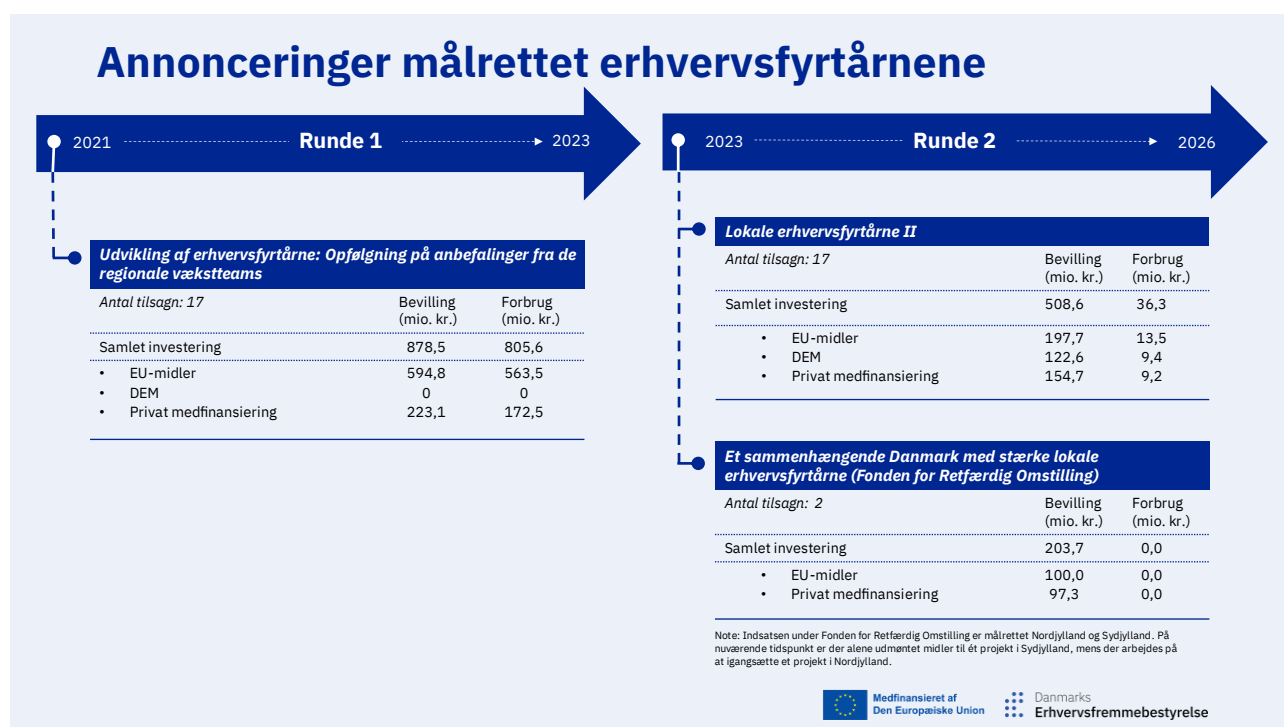 Annonceringer målrettet erhvervsfyrtårnene
2021 Runde 1 2023
Udvikling af erhvervsfyrtårne: Opfølgning på anbefalinger fra de
regionale vækstteams
Antal tilsagn: 17 Bevilling Forbrug
(mio. kr.) (mio. kr.)
Samlet investering 878,5 805,6
• EU-midler 594,8 563,5
• DEM 0 0
• Privat medfinansiering 223,1 172,5
2023 Runde 2 2026
Lokale erhvervsfyrtårne II
Antal tilsagn: 17 Bevilling Forbrug
(mio. kr.) (mio. kr.)
Samlet investering 508,6 36,3
• EU-midler 197,7 13,5
• DEM 122,6 9,4
• Privat medfinansiering 154,7 9,2
Et sammenhængende Danmark med stærke lokale
erhvervsfyrtårne (Fonden for Retfærdig Omstilling)
Antal tilsagn: 2 Bevilling Forbrug
(mio. kr.) (mio. kr.)
Samlet investering 203,7 0,0
• EU-midler 100,0 0,0
• Privat medfinansiering 97,3 0,0
Note: Indsatsen under Fonden for Retfærdig Omstilling er målrettet Nordjylland og Sydjylland. På
nuværende tidspunkt er der alene udmøntet midler til ét projekt i Sydjylland, mens der arbejdes på
at igangsætte et projekt i Nordjylland.
Medfinansieret af
Den Europæiske Union
Danmarks
Erhvervsfremmebestyrelse